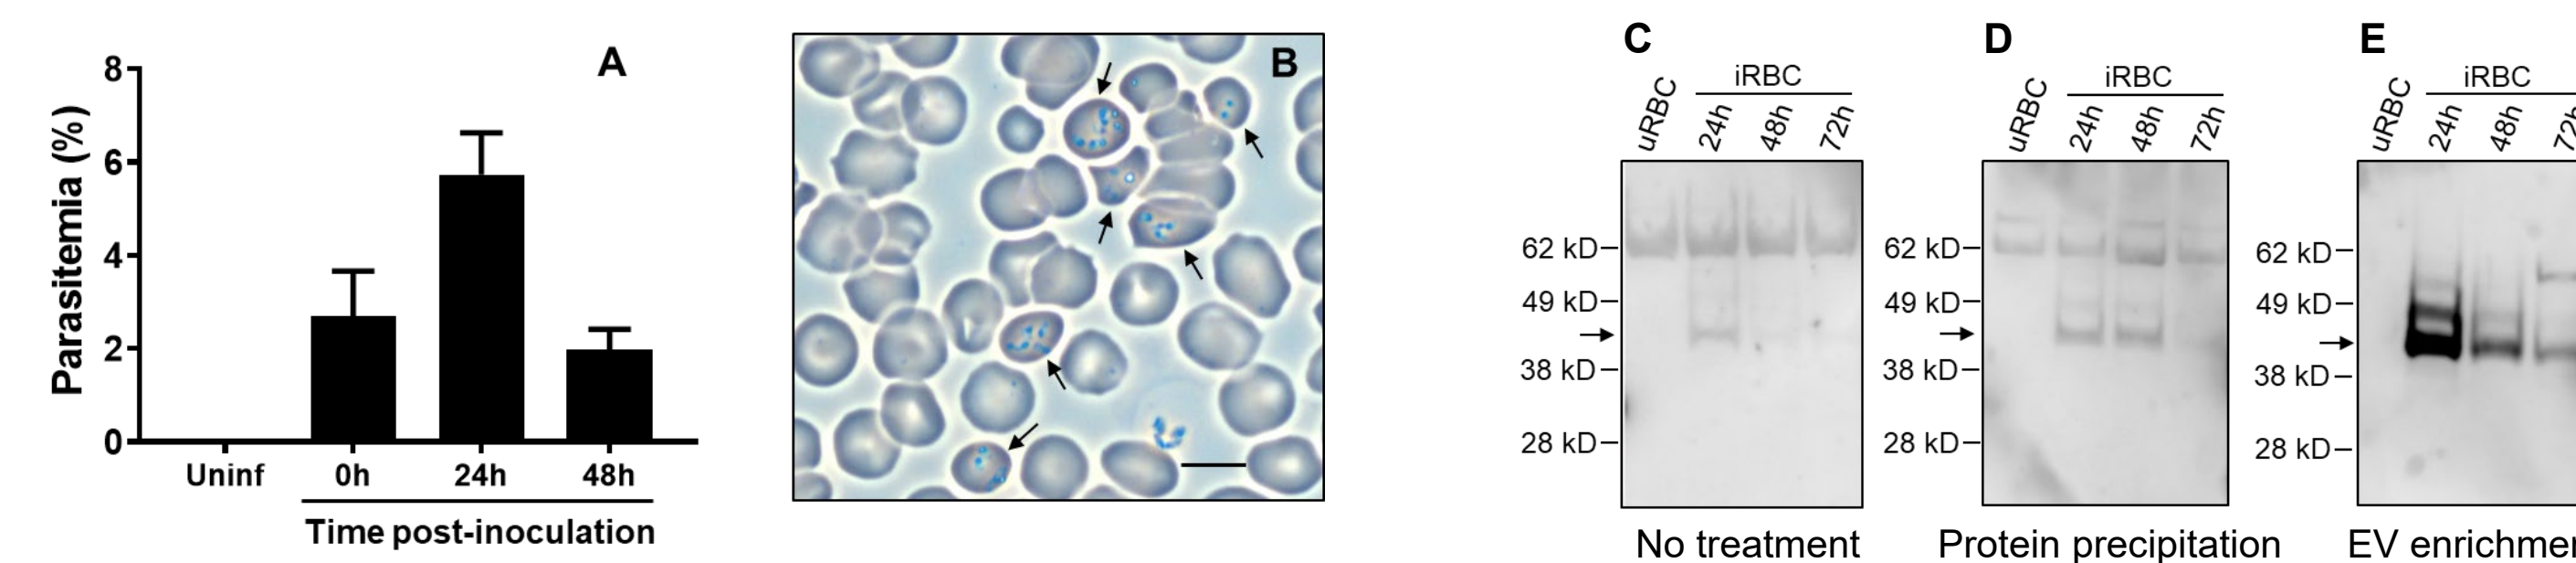 A
Parasitemia (%)
8
6
4
2
0
Uninf 0h 24h 48h
Time post-inoculation
B
C
iRBC
uRBC 24h 48h 72h
62 kD
49 kD
38 kD
28 kD
No treatment
D
iRBC
uRBC 24h 48h 72h
62 kD
49 kD
38 kD
28 kD
Protein precipitation
E
iRBC
uRBC 24h 48h
62 kD
49 kD
38 kD
28 kD
EV